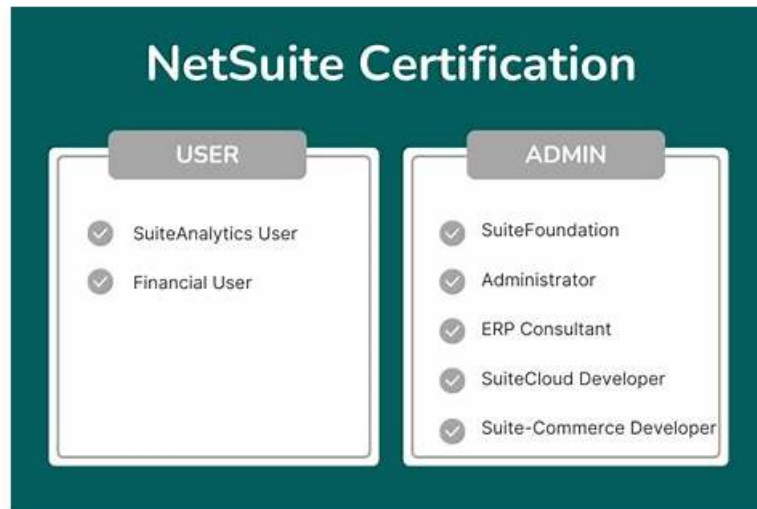 NetSuite Certification
USER
SuiteAnalytics User
Financial User
ADMIN
SuiteFoundation
Administrator
ERP Consultant
SuiteCloud Developer
Suite-Commerce Developer